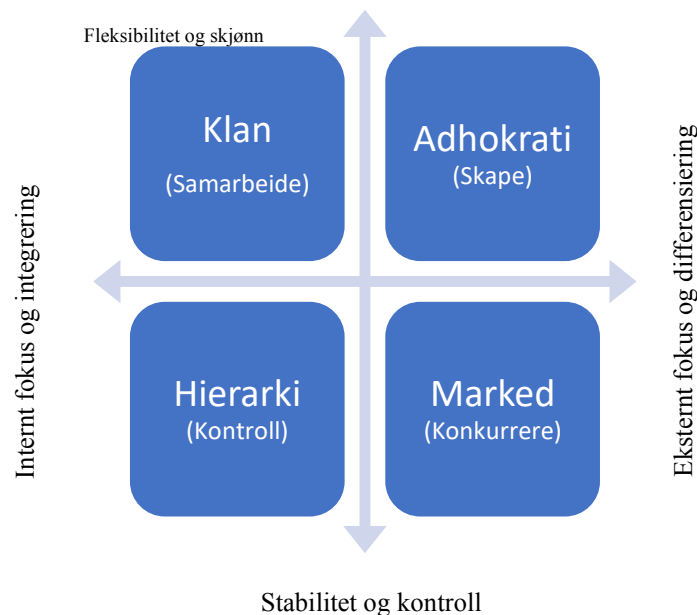 Fleksibilitet og skjønn
Klan
(Samarbeide)
Adhokrati
(Skape)
Internt fokus og integrering
Eksternt fokus og differensiering
Hierarki
(Kontroll)
Marked
(Konkurrere)
Stabilitet og kontroll